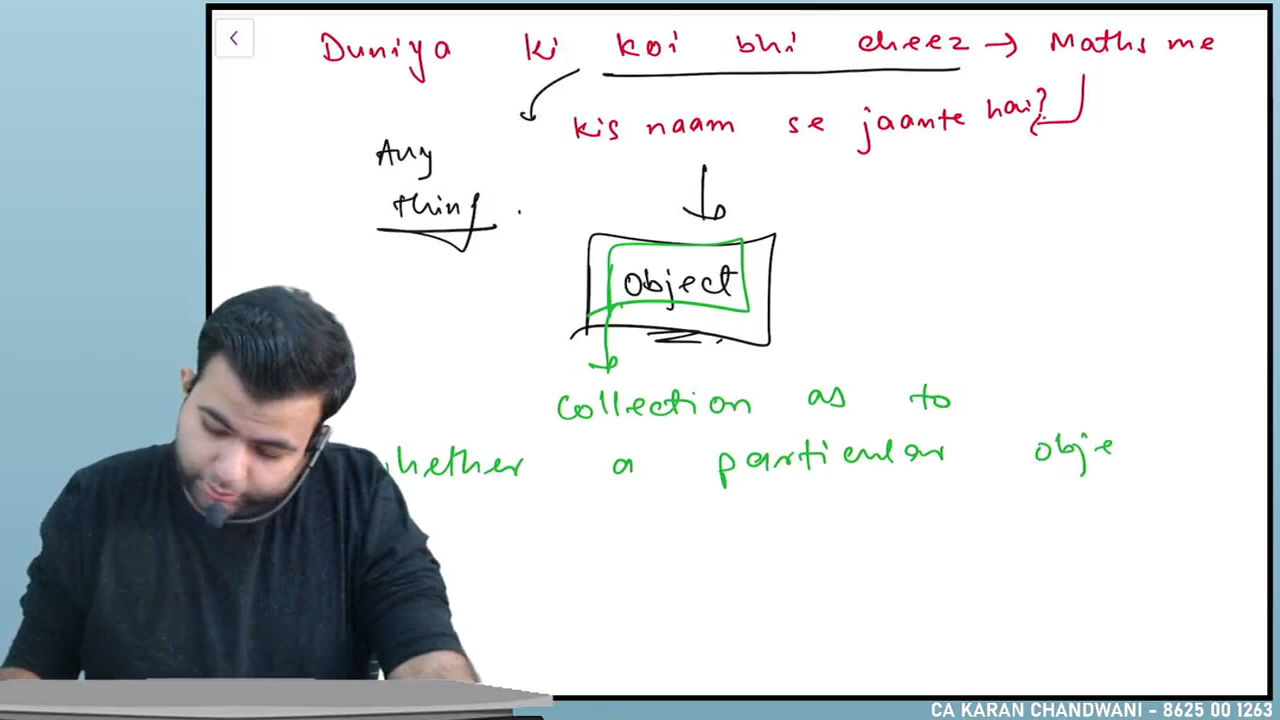 Duniya ki koi bhi cheez → Maths me
kis naam se jaante hai?
Any
thing
object
collection as to
whether a particular obje
CA KARAN CHANDWANI - 8625 00 1263